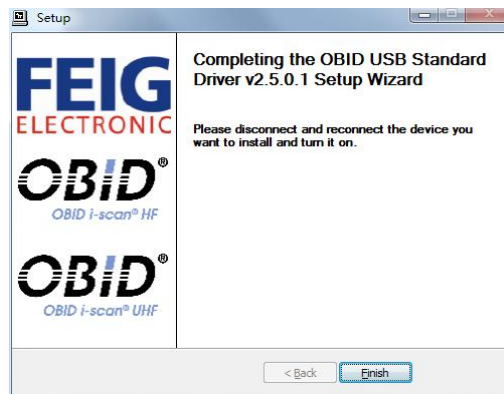 Setup
FEIG
ELECTRONIC
OBID®
OBID i-scan® HF
OBID®
OBID i-scan® UHF
Completing the OBID USB Standard
Driver v2.5.0.1 Setup Wizard
Please disconnect and reconnect the device you
want to install and turn it on.
< Back
Finish